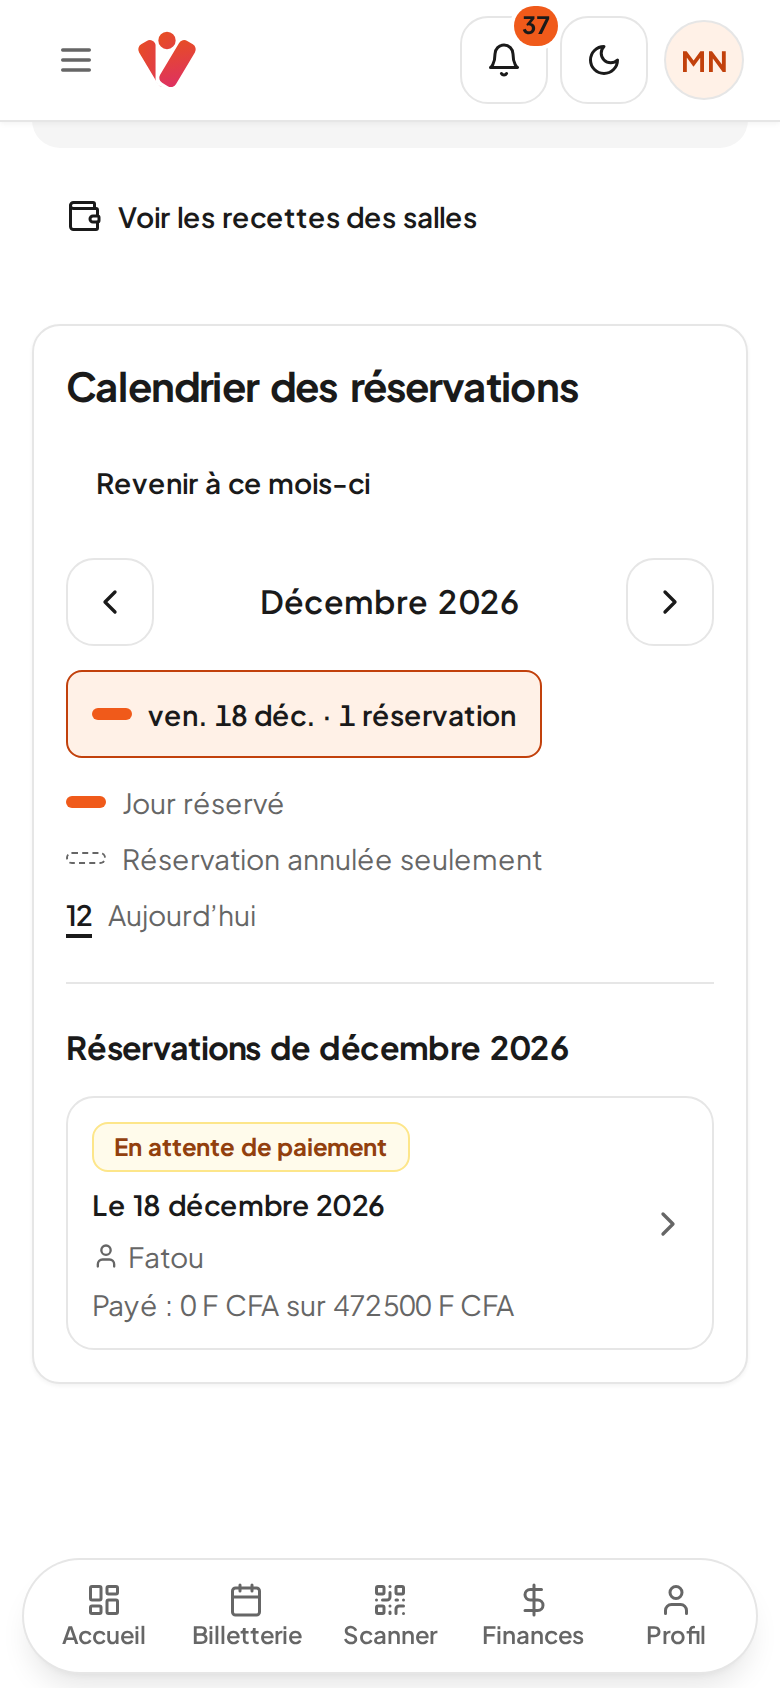 37
MN
Voir les recettes des salles
Calendrier des réservations
Revenir à ce mois-ci
Décembre 2026
ven. 18 déc. · 1 réservation
Jour réservé
Réservation annulée seulement
12 Aujourd’hui
Réservations de décembre 2026
En attente de paiement
Le 18 décembre 2026
Fatou
Payé : 0 F CFA sur 472 500 F CFA
Accueil Billetterie Scanner Finances Profil